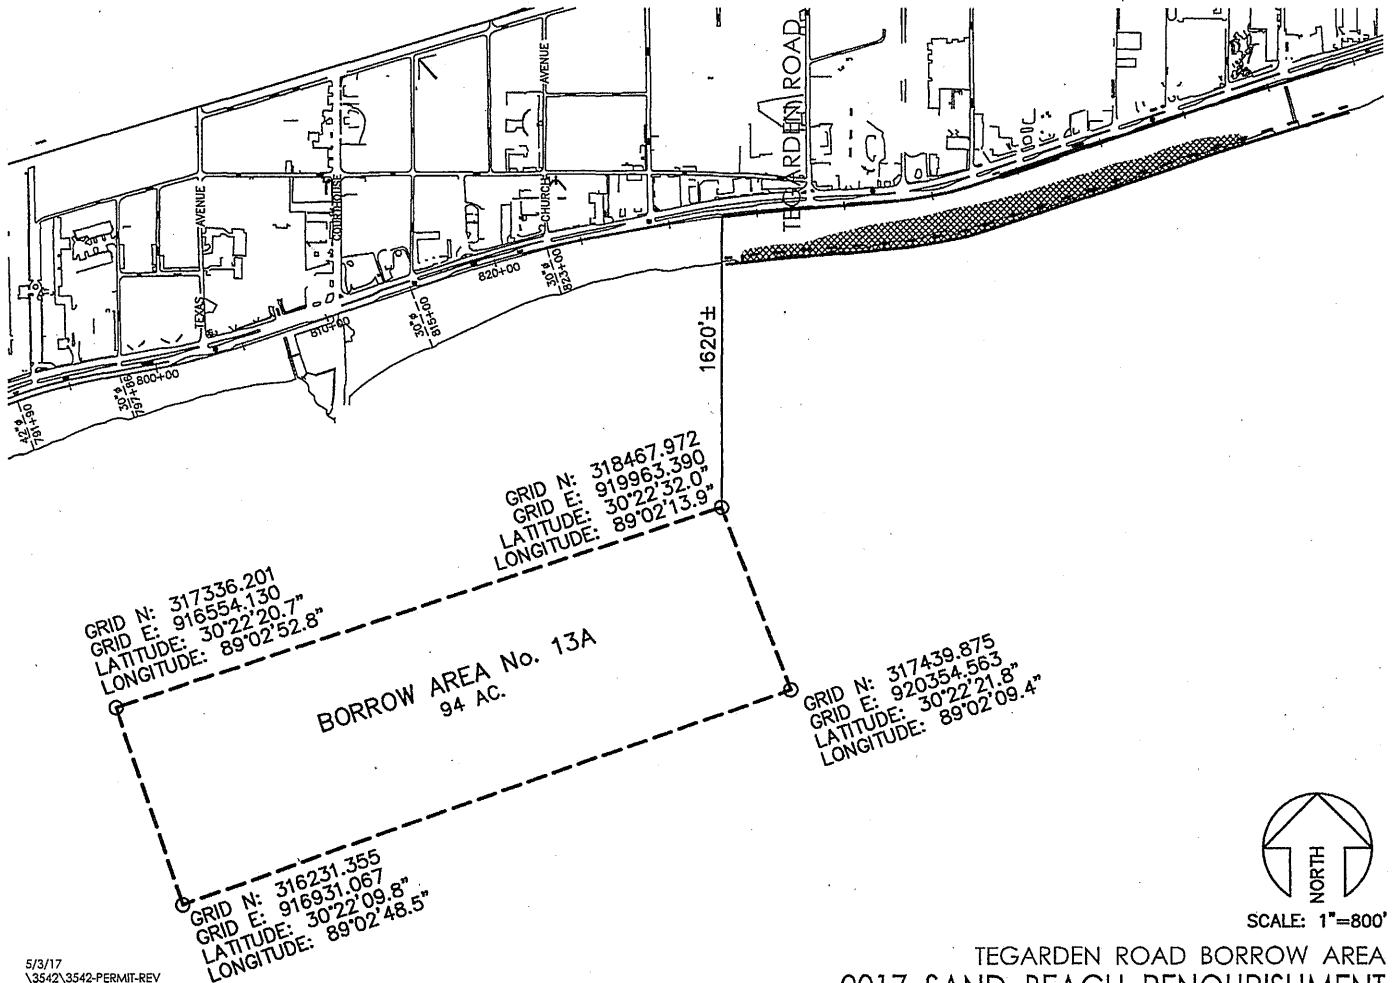 AVENUE
TEGARDEN ROAD
AVENUE
COURTHOUSE
CHURCH
TEXAS
820+00
30"ø
823+00
30"ø
815+00
810+00
800+00
30"ø
797+86
42"ø
791+90
1620'±
GRID N: 318467.972
GRID E: 919963.390
LATITUDE: 30°22'32.0"
LONGITUDE: 89°02'13.9"
GRID N: 317336.201
GRID E: 916554.130
LATITUDE: 30°22'20.7"
LONGITUDE: 89°02'52.8"
BORROW AREA No. 13A
94 AC.
GRID N: 317439.875
GRID E: 920354.563
LATITUDE: 30°22'21.8"
LONGITUDE: 89°02'09.4"
GRID N: 316231.355
GRID E: 916931.067
LATITUDE: 30°22'09.8"
LONGITUDE: 89°02'48.5"
NORTH
SCALE: 1"=800'
5/3/17
\3542\3542-PERMIT-REV
TEGARDEN ROAD BORROW AREA
2017 SAND BEACH RENOURISHMENT